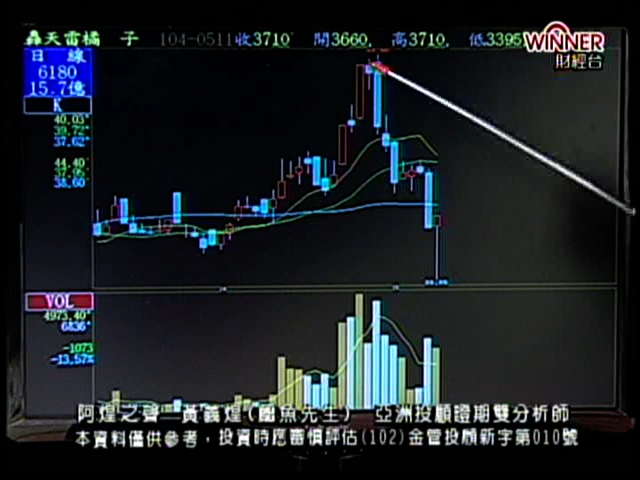 轟天雷橘　子　104-0511收3710　開3660　高3710　低3395
WINNER
財經台
日　線
6180
15.7億
K
40.03
39.72
37.62
44.40
37.95
38.60
VOL
4973.40
6836
-1073
-13.57%
阿煌之聲—黃義煌(鱷魚先生)　亞洲投顧證期雙分析師
本資料僅供參考，投資時應審慎評估(102)金管投顧新字第010號